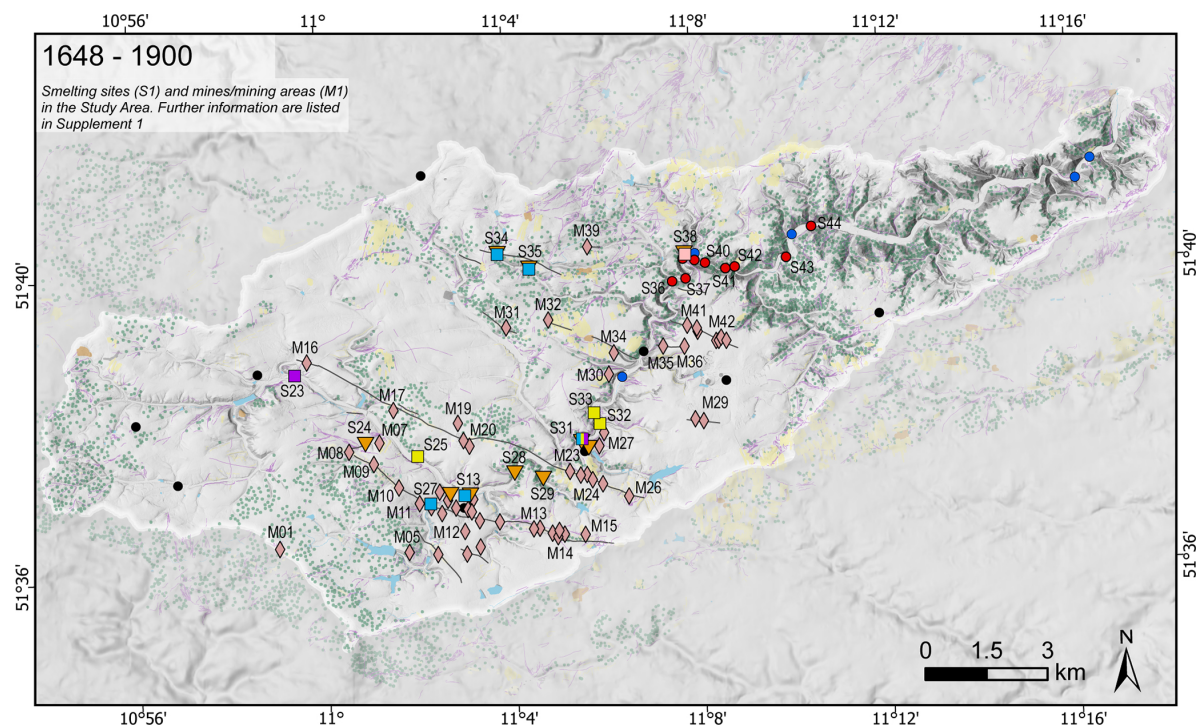 10°56' 11° 11°4' 11°8' 11°12' 11°16'
1648 - 1900
Smelting sites (S1) and mines/mining areas (M1)
in the Study Area. Further information are listed
in Supplement 1
S44
S34
M39
S38
S35
S40
S42
S43
51°40'
51°40'
S41
S36
S37
M31
M32
M41
M42
M34
M16
M35
M36
M30
S23
M17
S33
M29
M19
S32
S24
M07
M20
S31
S25
M27
M08
S28
M23
M09
S27
S13
S29
M24
M26
M10
M11
M13
M01
M05
M12
M15
M14
51°36'
51°36'
0 1.5 3
km
N
10°56' 11° 11°4' 11°8' 11°12' 11°16'